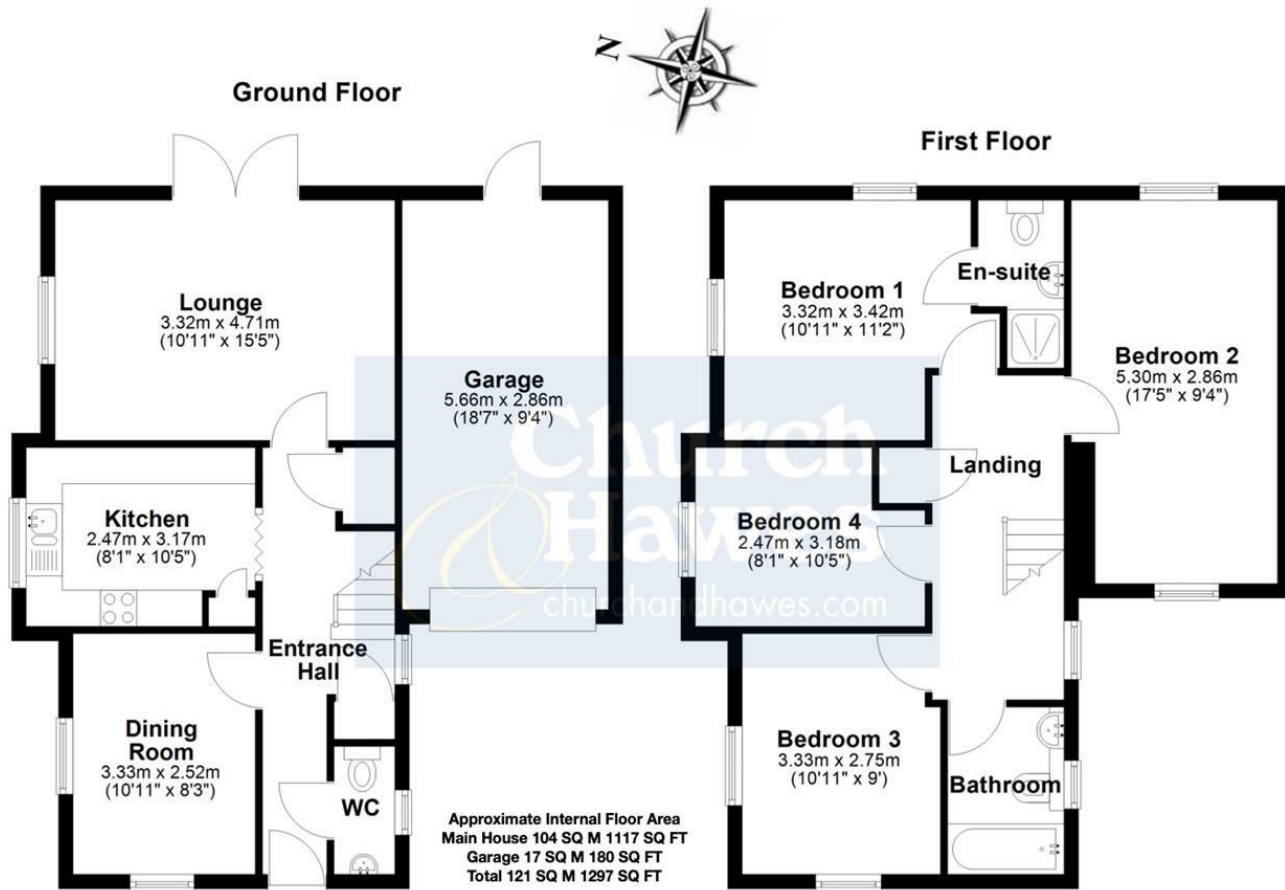 N
Ground Floor
First Floor
Lounge
3.32m x 4.71m
(10'11" x 15'5")
Garage
5.66m x 2.86m
(18'7" x 9'4")
Kitchen
2.47m x 3.17m
(8'1" x 10'5")
Entrance
Hall
Dining
Room
3.33m x 2.52m
(10'11" x 8'3")
WC
Bedroom 1
3.32m x 3.42m
(10'11" x 11'2")
En-suite
Bedroom 2
5.30m x 2.86m
(17'5" x 9'4")
Landing
Bedroom 4
2.47m x 3.18m
(8'1" x 10'5")
Bedroom 3
3.33m x 2.75m
(10'11" x 9')
Bathroom
Church
& Hawes
churchandhawes.com
Approximate Internal Floor Area
Main House 104 SQ M 1117 SQ FT
Garage 17 SQ M 180 SQ FT
Total 121 SQ M 1297 SQ FT